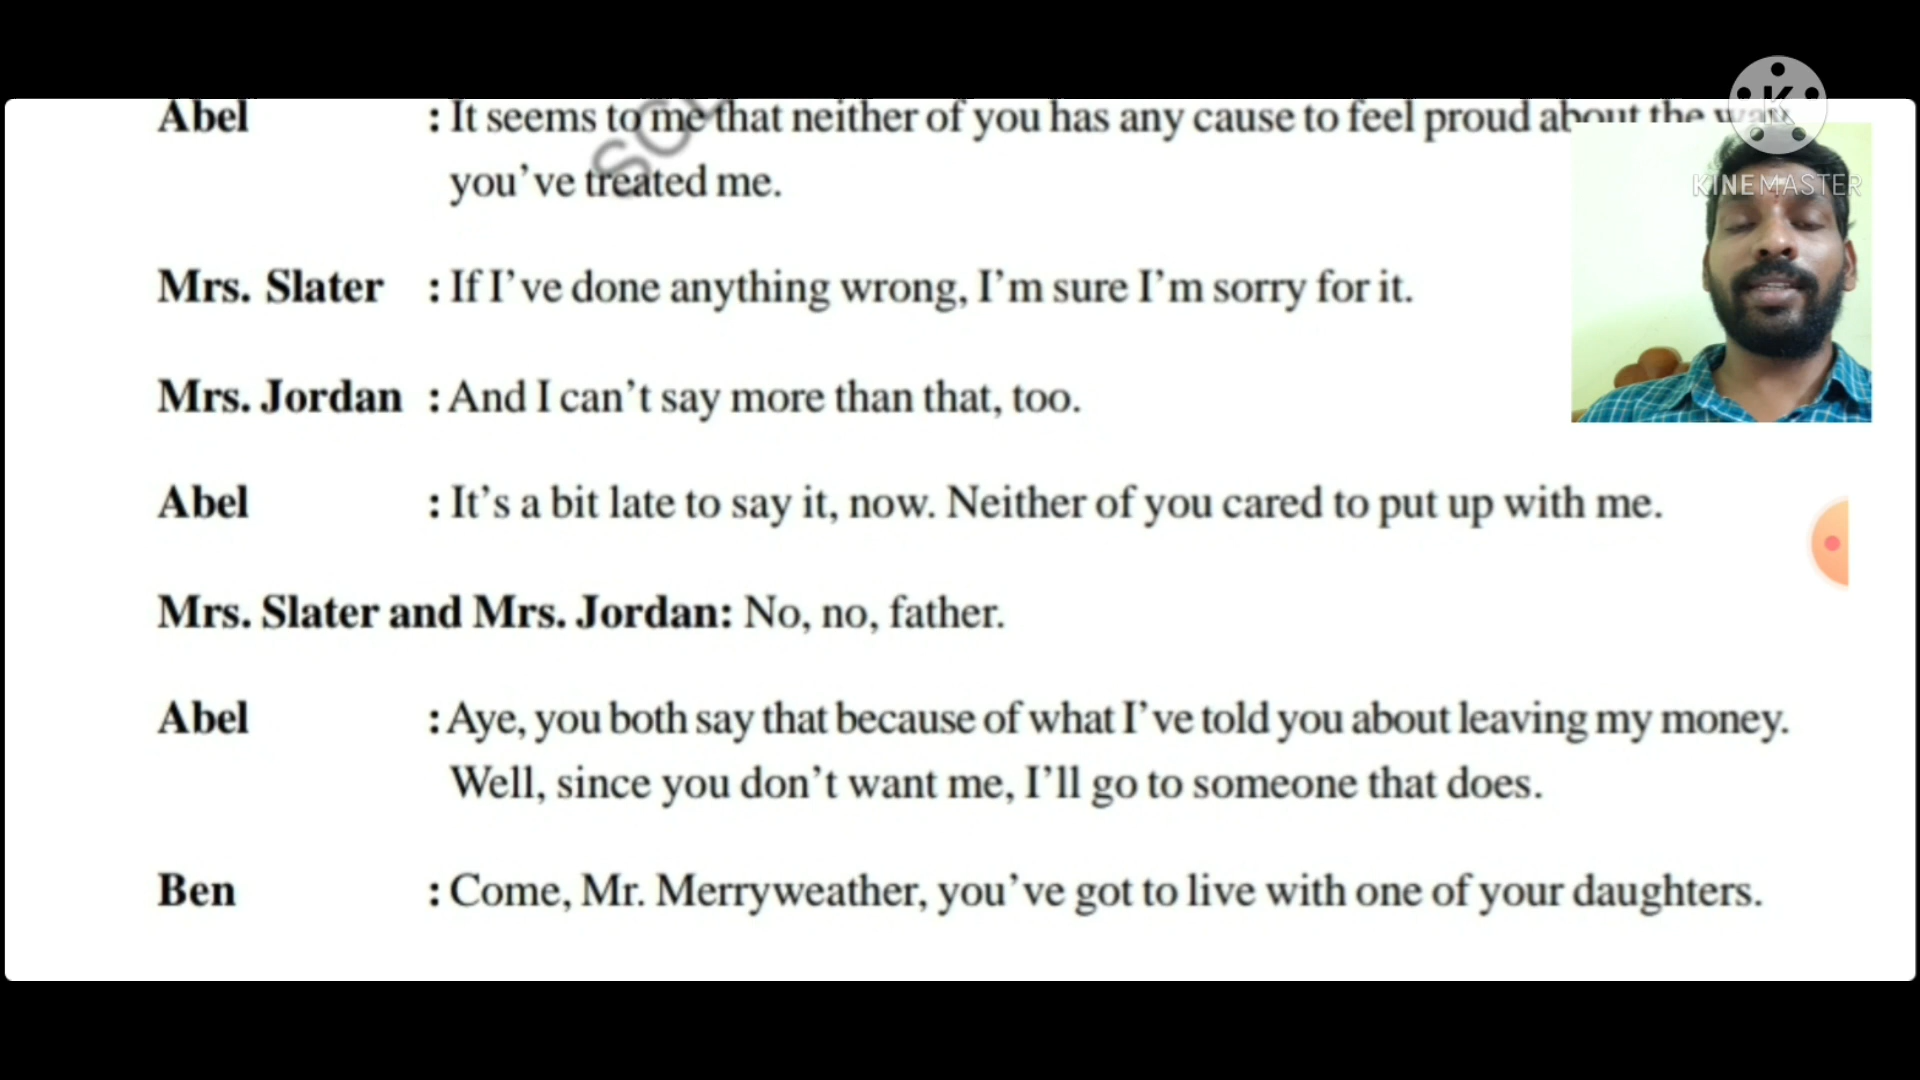 Abel : It seems to me that neither of you has any cause to feel proud about the way
you've treated me.
Mrs. Slater : If I've done anything wrong, I'm sure I'm sorry for it.
Mrs. Jordan : And I can't say more than that, too.
Abel : It's a bit late to say it, now. Neither of you cared to put up with me.
Mrs. Slater and Mrs. Jordan: No, no, father.
Abel : Aye, you both say that because of what I've told you about leaving my money.
Well, since you don't want me, I'll go to someone that does.
Ben : Come, Mr. Merryweather, you've got to live with one of your daughters.
K
KINEMASTER